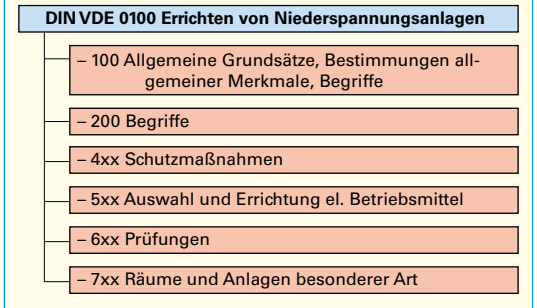 DIN VDE 0100 Errichten von Niederspannungsanlagen
– 100 Allgemeine Grundsätze, Bestimmungen all-
gemeiner Merkmale, Begriffe
– 200 Begriffe
– 4xx Schutzmaßnahmen
– 5xx Auswahl und Errichtung el. Betriebsmittel
– 6xx Prüfungen
– 7xx Räume und Anlagen besonderer Art